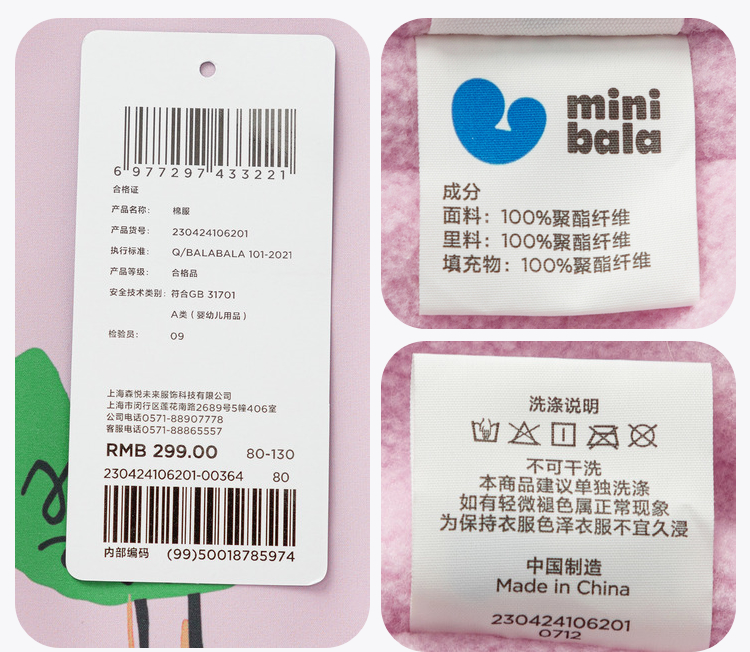 6 977297 433221
合格证
产品名称： 棉服
产品货号： 230424106201
执行标准： Q/BALABALA 101-2021
产品等级： 合格品
安全技术类别：符合GB 31701
A类（婴幼儿用品）
检验员： 09
上海森悦未来服饰科技有限公司
上海市闵行区莲花南路2689号5幢406室
公司电话0571-88907778
客服电话0571-88865557
RMB 299.00 80-130
230424106201-00364 80
内部编码 (99)50018785974
mini
bala
成分
面料：100%聚酯纤维
里料：100%聚酯纤维
填充物：100%聚酯纤维
洗涤说明
不可干洗
本商品建议单独洗涤
如有轻微褪色属正常现象
为保持衣服色泽衣服不宜久浸
中国制造
Made in China
230424106201
0712